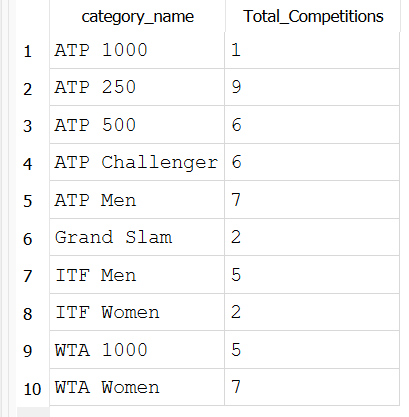 category_name Total_Competitions
1 ATP 1000 1
2 ATP 250 9
3 ATP 500 6
4 ATP Challenger 6
5 ATP Men 7
6 Grand Slam 2
7 ITF Men 5
8 ITF Women 2
9 WTA 1000 5
10 WTA Women 7